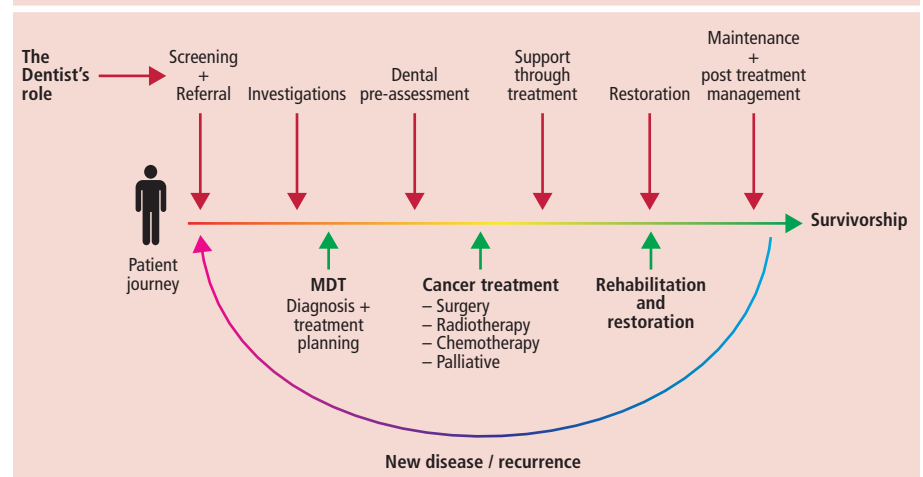 The
Dentist's
role
Screening
+
Referral
Investigations
Dental
pre-assessment
Support
through
treatment
Restoration
Maintenance
+
post treatment
management
Patient
journey
Survivorship
MDT
Diagnosis +
treatment
planning
Cancer treatment
– Surgery
– Radiotherapy
– Chemotherapy
– Palliative
Rehabilitation
and
restoration
New disease / recurrence